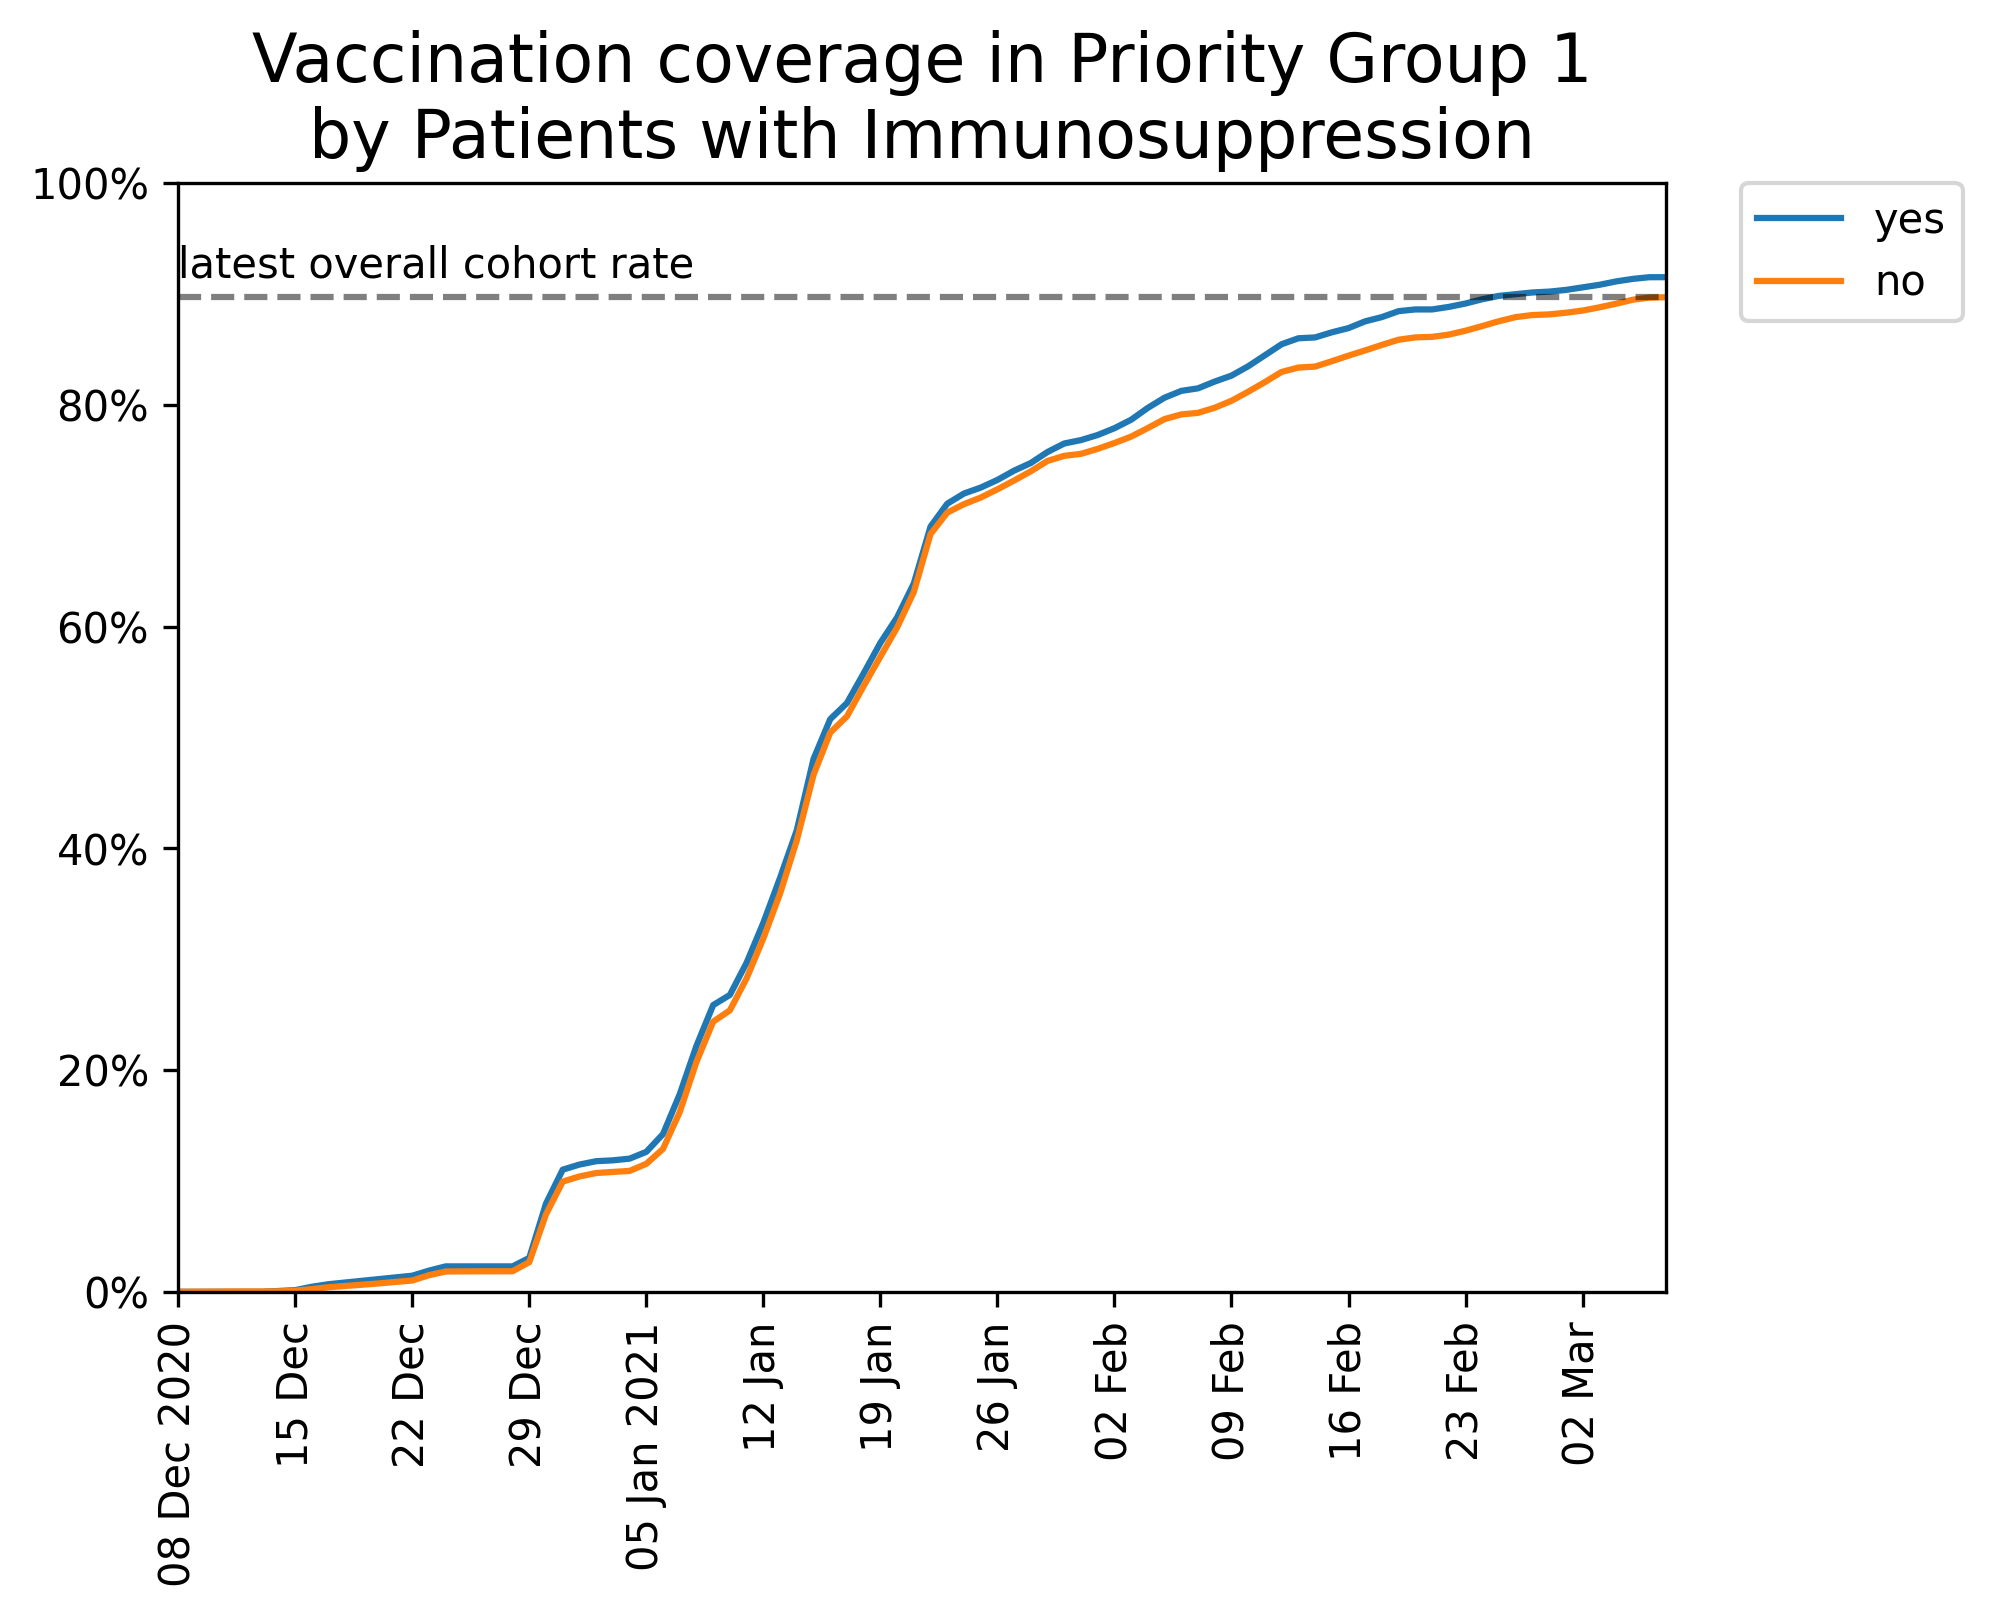 Vaccination coverage in Priority Group 1
by Patients with Immunosuppression
100%
80%
60%
40%
20%
0%
latest overall cohort rate
yes
no
08 Dec 2020
15 Dec
22 Dec
29 Dec
05 Jan 2021
12 Jan
19 Jan
26 Jan
02 Feb
09 Feb
16 Feb
23 Feb
02 Mar